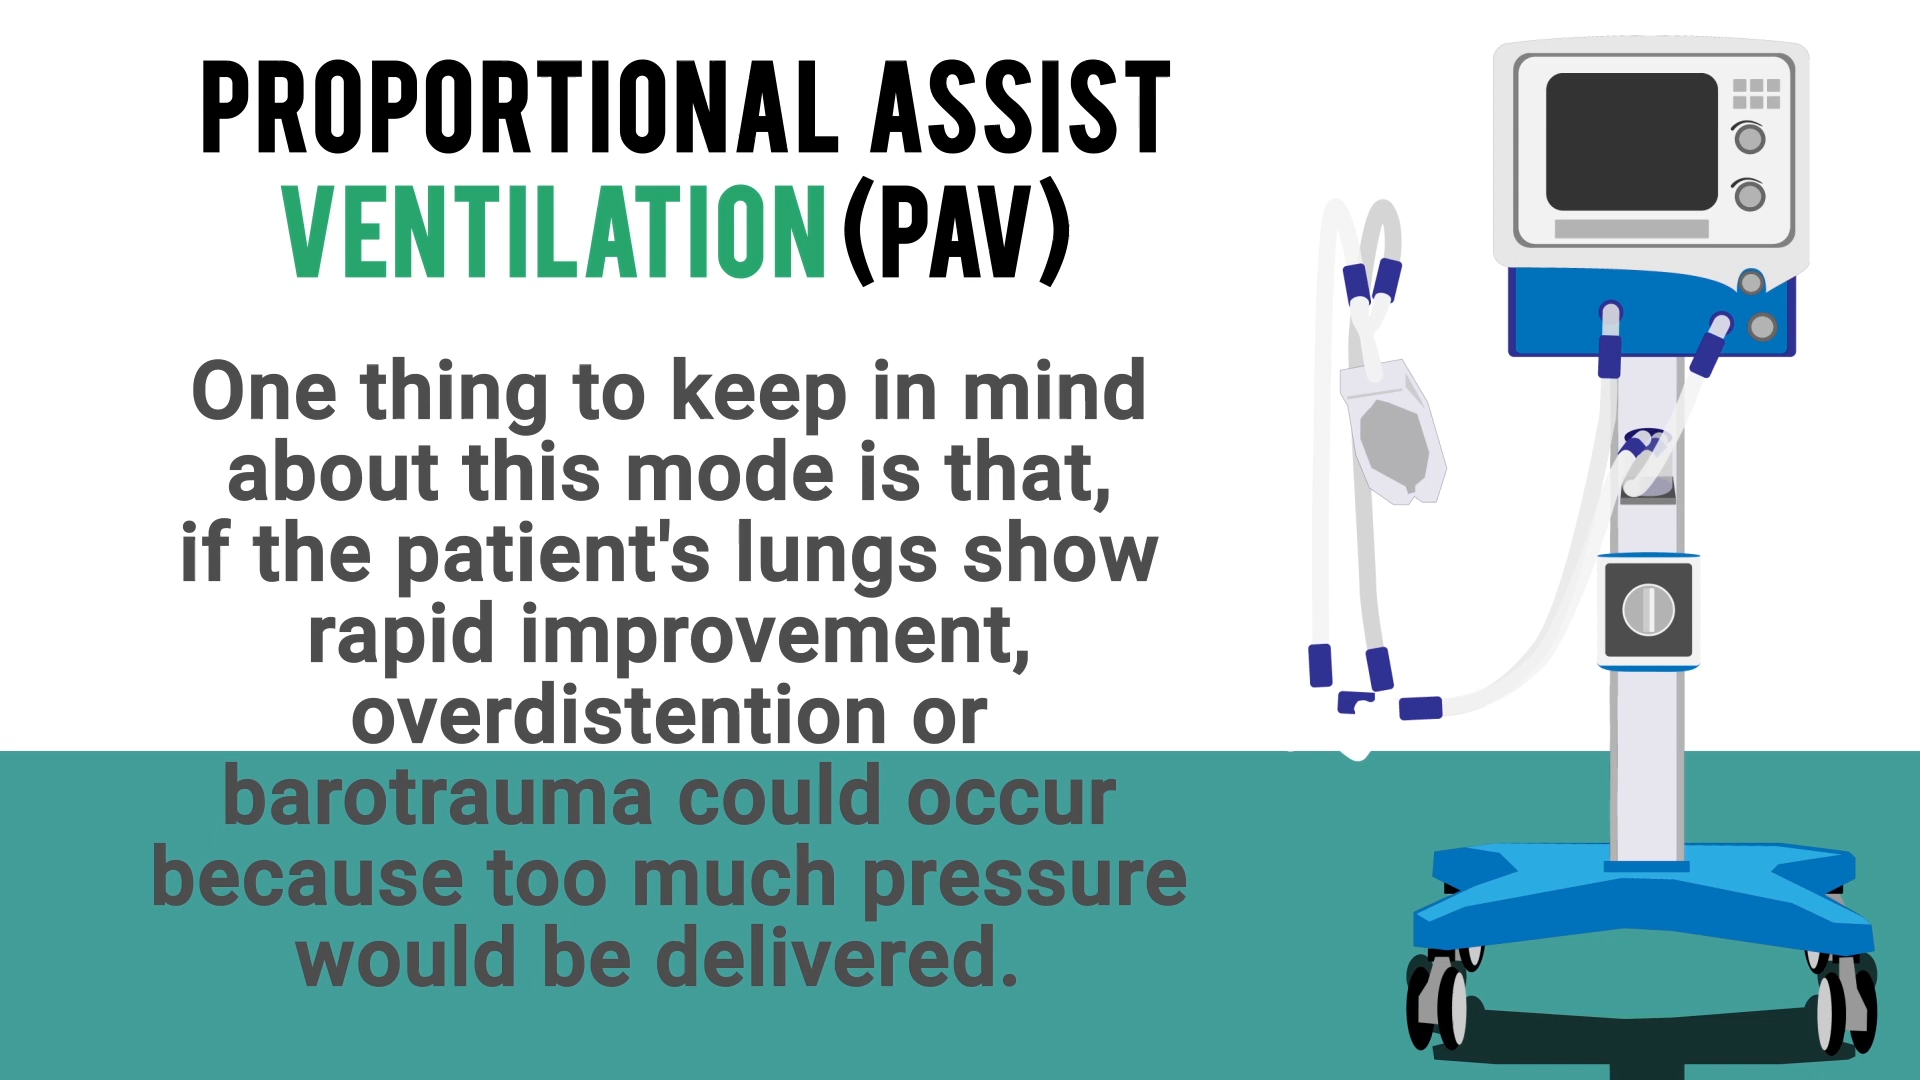 PROPORTIONAL ASSIST
VENTILATION (PAV)
One thing to keep in mind
about this mode is that,
if the patient's lungs show
rapid improvement,
overdistention or
barotrauma could occur
because too much pressure
would be delivered.